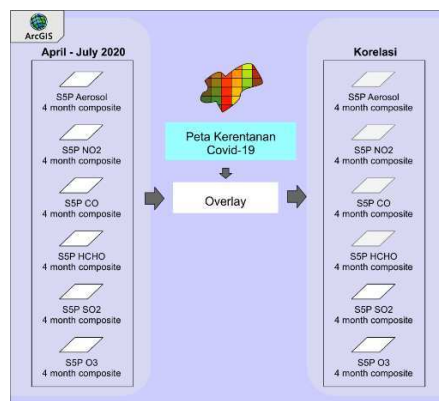 ArcGIS
April - July 2020
S5P Aerosol
4 month composite
S5P NO2
4 month composite
S5P CO
4 month composite
S5P HCHO
4 month composite
S5P SO2
4 month composite
S5P O3
4 month composite
Peta Kerentanan
Covid-19
Overlay
Korelasi
S5P Aerosol
4 month composite
S5P NO2
4 month composite
S5P CO
4 month composite
S5P HCHO
4 month composite
S5P SO2
4 month composite
S5P O3
4 month composite